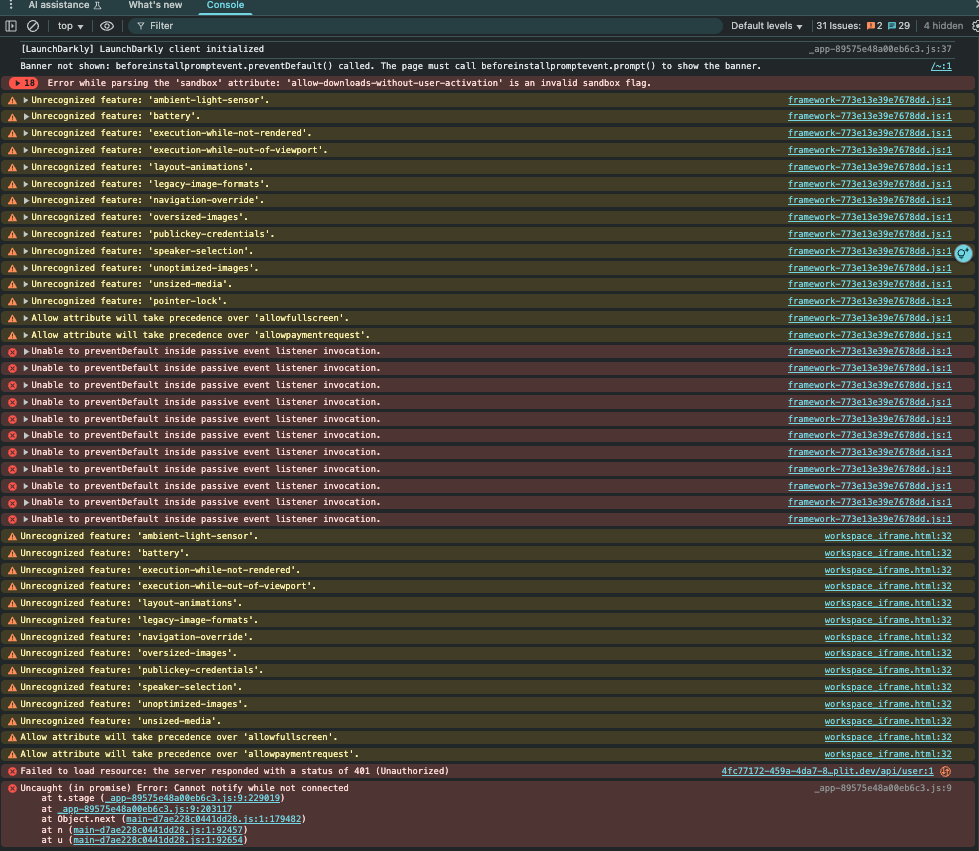 AI assistance
What's new
Console
top
Filter
Default levels
31 Issues: 2 29
4 hidden
[LaunchDarkly] LaunchDarkly client initialized _app-89575e48a00eb6c3.js:37
Banner not shown: beforeinstallpromptevent.preventDefault() called. The page must call beforeinstallpromptevent.prompt() to show the banner. /~:1
18 Error while parsing the 'sandbox' attribute: 'allow-downloads-without-user-activation' is an invalid sandbox flag.
Unrecognized feature: 'ambient-light-sensor'. framework-773e13e39e7678dd.js:1
Unrecognized feature: 'battery'. framework-773e13e39e7678dd.js:1
Unrecognized feature: 'execution-while-not-rendered'. framework-773e13e39e7678dd.js:1
Unrecognized feature: 'execution-while-out-of-viewport'. framework-773e13e39e7678dd.js:1
Unrecognized feature: 'layout-animations'. framework-773e13e39e7678dd.js:1
Unrecognized feature: 'legacy-image-formats'. framework-773e13e39e7678dd.js:1
Unrecognized feature: 'navigation-override'. framework-773e13e39e7678dd.js:1
Unrecognized feature: 'oversized-images'. framework-773e13e39e7678dd.js:1
Unrecognized feature: 'publickey-credentials'. framework-773e13e39e7678dd.js:1
Unrecognized feature: 'speaker-selection'. framework-773e13e39e7678dd.js:1
Unrecognized feature: 'unoptimized-images'. framework-773e13e39e7678dd.js:1
Unrecognized feature: 'unsized-media'. framework-773e13e39e7678dd.js:1
Unrecognized feature: 'pointer-lock'. framework-773e13e39e7678dd.js:1
Allow attribute will take precedence over 'allowfullscreen'. framework-773e13e39e7678dd.js:1
Allow attribute will take precedence over 'allowpaymentrequest'. framework-773e13e39e7678dd.js:1
Unable to preventDefault inside passive event listener invocation. framework-773e13e39e7678dd.js:1
Unable to preventDefault inside passive event listener invocation. framework-773e13e39e7678dd.js:1
Unable to preventDefault inside passive event listener invocation. framework-773e13e39e7678dd.js:1
Unable to preventDefault inside passive event listener invocation. framework-773e13e39e7678dd.js:1
Unable to preventDefault inside passive event listener invocation. framework-773e13e39e7678dd.js:1
Unable to preventDefault inside passive event listener invocation. framework-773e13e39e7678dd.js:1
Unable to preventDefault inside passive event listener invocation. framework-773e13e39e7678dd.js:1
Unable to preventDefault inside passive event listener invocation. framework-773e13e39e7678dd.js:1
Unable to preventDefault inside passive event listener invocation. framework-773e13e39e7678dd.js:1
Unable to preventDefault inside passive event listener invocation. framework-773e13e39e7678dd.js:1
Unable to preventDefault inside passive event listener invocation. framework-773e13e39e7678dd.js:1
Unrecognized feature: 'ambient-light-sensor'. workspace_iframe.html:32
Unrecognized feature: 'battery'. workspace_iframe.html:32
Unrecognized feature: 'execution-while-not-rendered'. workspace_iframe.html:32
Unrecognized feature: 'execution-while-out-of-viewport'. workspace_iframe.html:32
Unrecognized feature: 'layout-animations'. workspace_iframe.html:32
Unrecognized feature: 'legacy-image-formats'. workspace_iframe.html:32
Unrecognized feature: 'navigation-override'. workspace_iframe.html:32
Unrecognized feature: 'oversized-images'. workspace_iframe.html:32
Unrecognized feature: 'publickey-credentials'. workspace_iframe.html:32
Unrecognized feature: 'speaker-selection'. workspace_iframe.html:32
Unrecognized feature: 'unoptimized-images'. workspace_iframe.html:32
Unrecognized feature: 'unsized-media'. workspace_iframe.html:32
Allow attribute will take precedence over 'allowfullscreen'. workspace_iframe.html:32
Allow attribute will take precedence over 'allowpaymentrequest'. workspace_iframe.html:32
Failed to load resource: the server responded with a status of 401 (Unauthorized) 4fc77172-459a-4da7-8…plit.dev/api/user:1
Uncaught (in promise) Error: Cannot notify while not connected _app-89575e48a00eb6c3.js:9
at t.stage (_app-89575e48a00eb6c3.js:9:229019)
at _app-89575e48a00eb6c3.js:9:203117
at Object.next (main-d7ae228c0441dd28.js:1:179482)
at n (main-d7ae228c0441dd28.js:1:92457)
at u (main-d7ae228c0441dd28.js:1:92654)